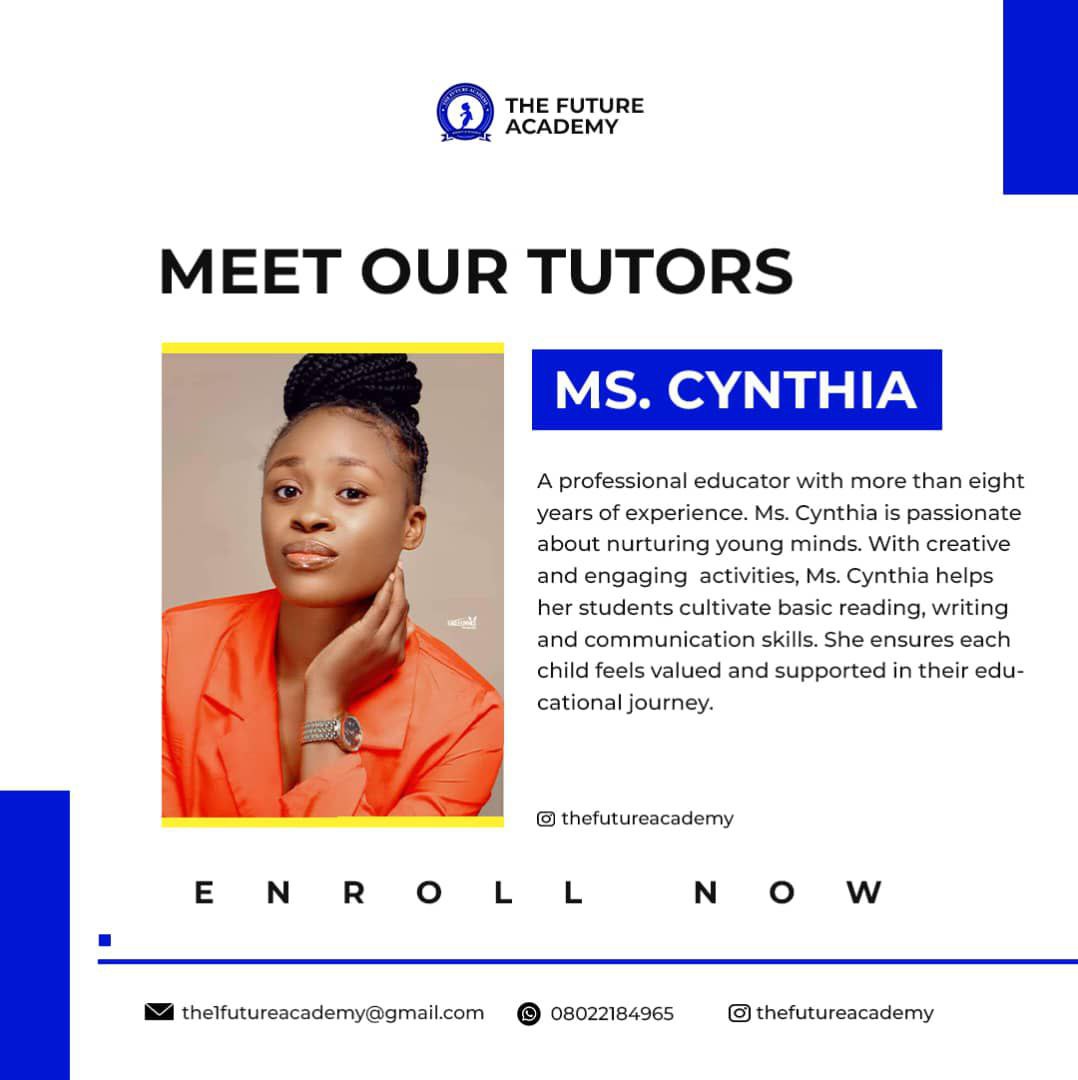 THE FUTURE
ACADEMY
MEET OUR TUTORS
MS. CYNTHIA
A professional educator with more than eight
years of experience. Ms. Cynthia is passionate
about nurturing young minds. With creative
and engaging  activities, Ms. Cynthia helps
her students cultivate basic reading, writing
and communication skills. She ensures each
child feels valued and supported in their edu-
cational journey.
thefutureacademy
ENROLL NOW
the1futureacademy@gmail.com 08022184965 thefutureacademy